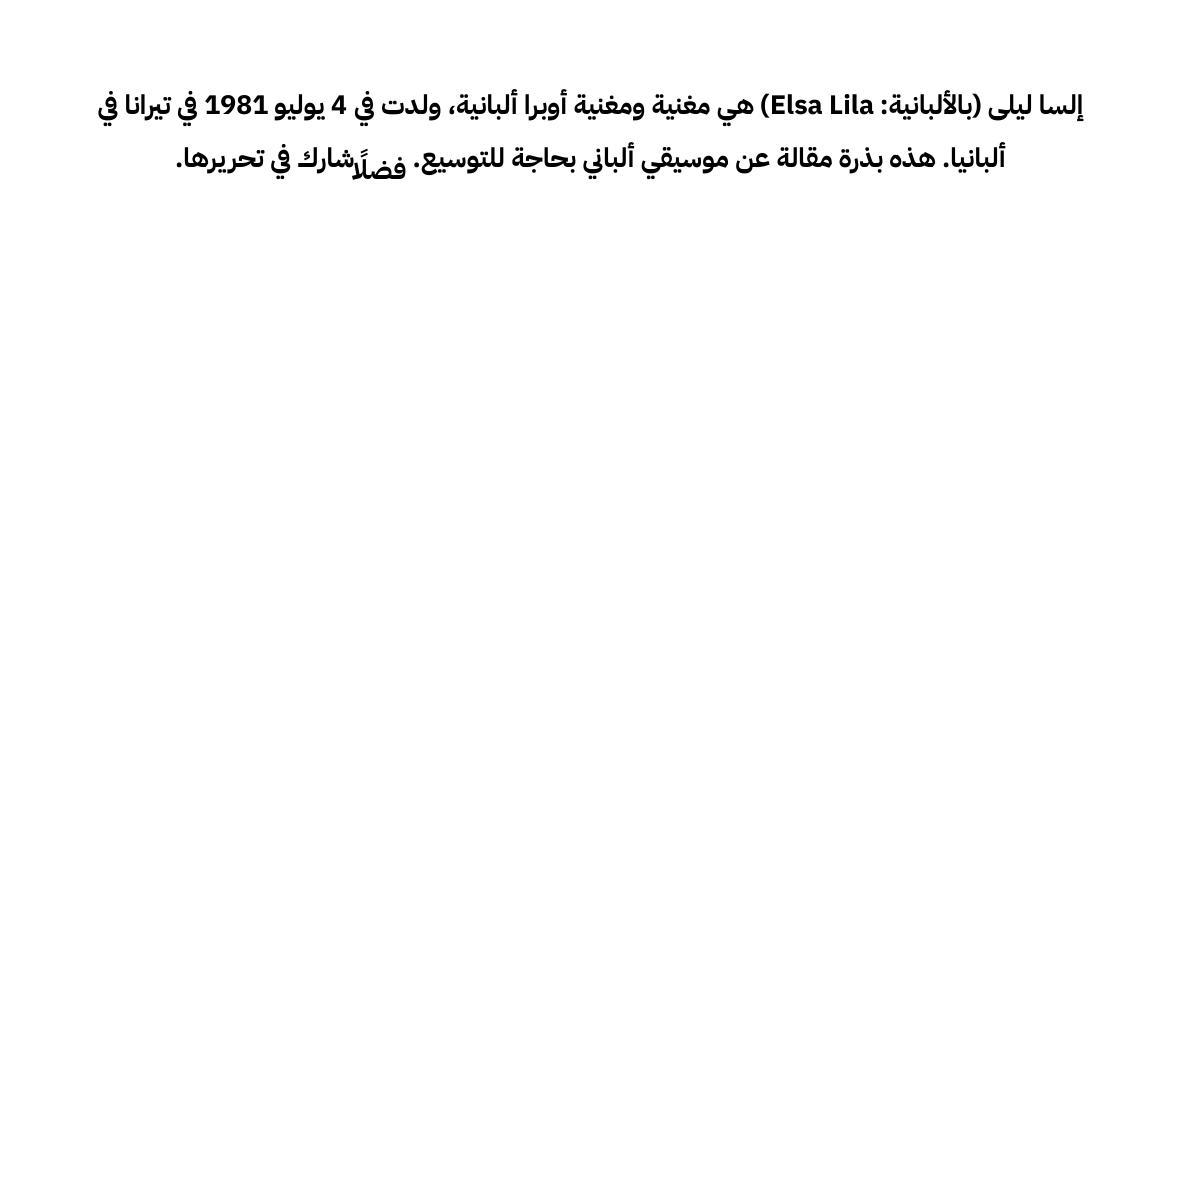 إلسا ليلى (بالألبانية: Elsa Lila) هي مغنية ومغنية أوبرا ألبانية، ولدت في 4 يوليو 1981 في تيرانا في
ألبانيا. هذه بذرة مقالة عن موسيقي ألباني بحاجة للتوسيع. فضلًا شارك في تحريرها.